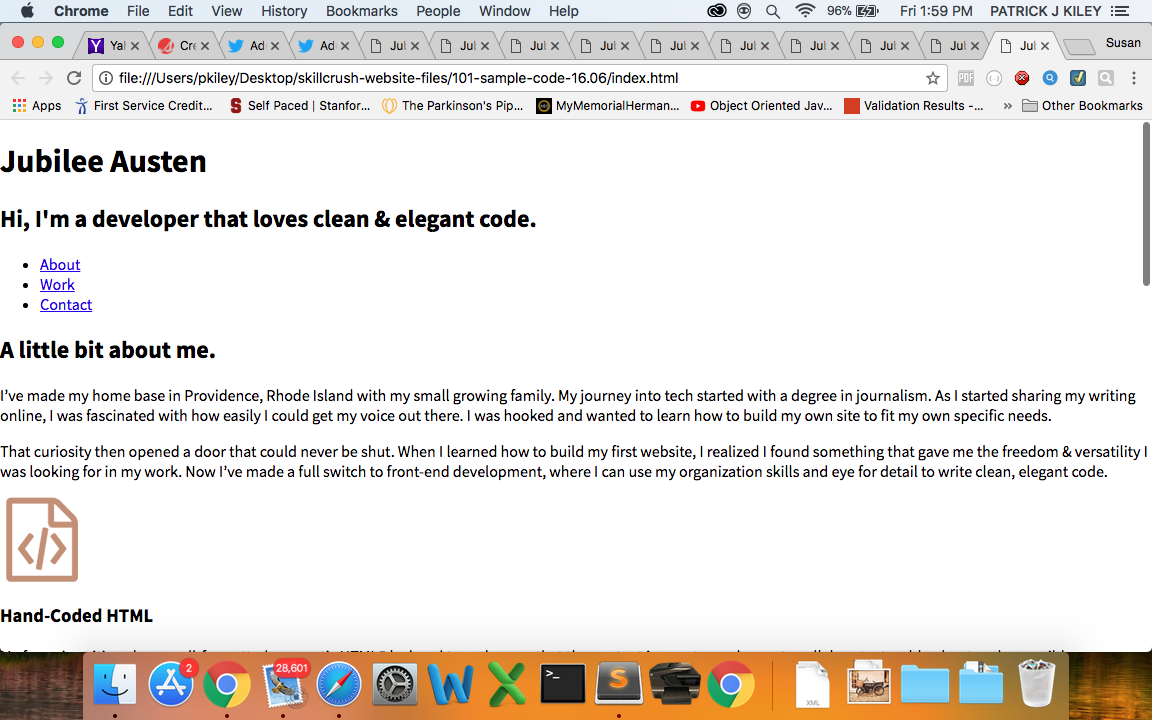 Chrome File Edit View History Bookmarks People Window Help 96% Fri 1:59 PM PATRICK J KILEY
Yal Cre Ad Ad Jul Jul Jul Jul Jul Jul Jul Jul Jul Jul Susan
file:///Users/pkiley/Desktop/skillcrush-website-files/101-sample-code-16.06/index.html PDF
Apps First Service Credit... Self Paced | Stanfor... The Parkinson's Pip... MyMemorialHerman... Object Oriented Jav... Validation Results -... » Other Bookmarks
Jubilee Austen
Hi, I'm a developer that loves clean & elegant code.
• About
• Work
• Contact
A little bit about me.
I’ve made my home base in Providence, Rhode Island with my small growing family. My journey into tech started with a degree in journalism. As I started sharing my writing
online, I was fascinated with how easily I could get my voice out there. I was hooked and wanted to learn how to build my own site to fit my own specific needs.
That curiosity then opened a door that could never be shut. When I learned how to build my first website, I realized I found something that gave me the freedom & versatility I
was looking for in my work. Now I’ve made a full switch to front-end development, where I can use my organization skills and eye for detail to write clean, elegant code.
</>
Hand-Coded HTML
2 28,601
XML